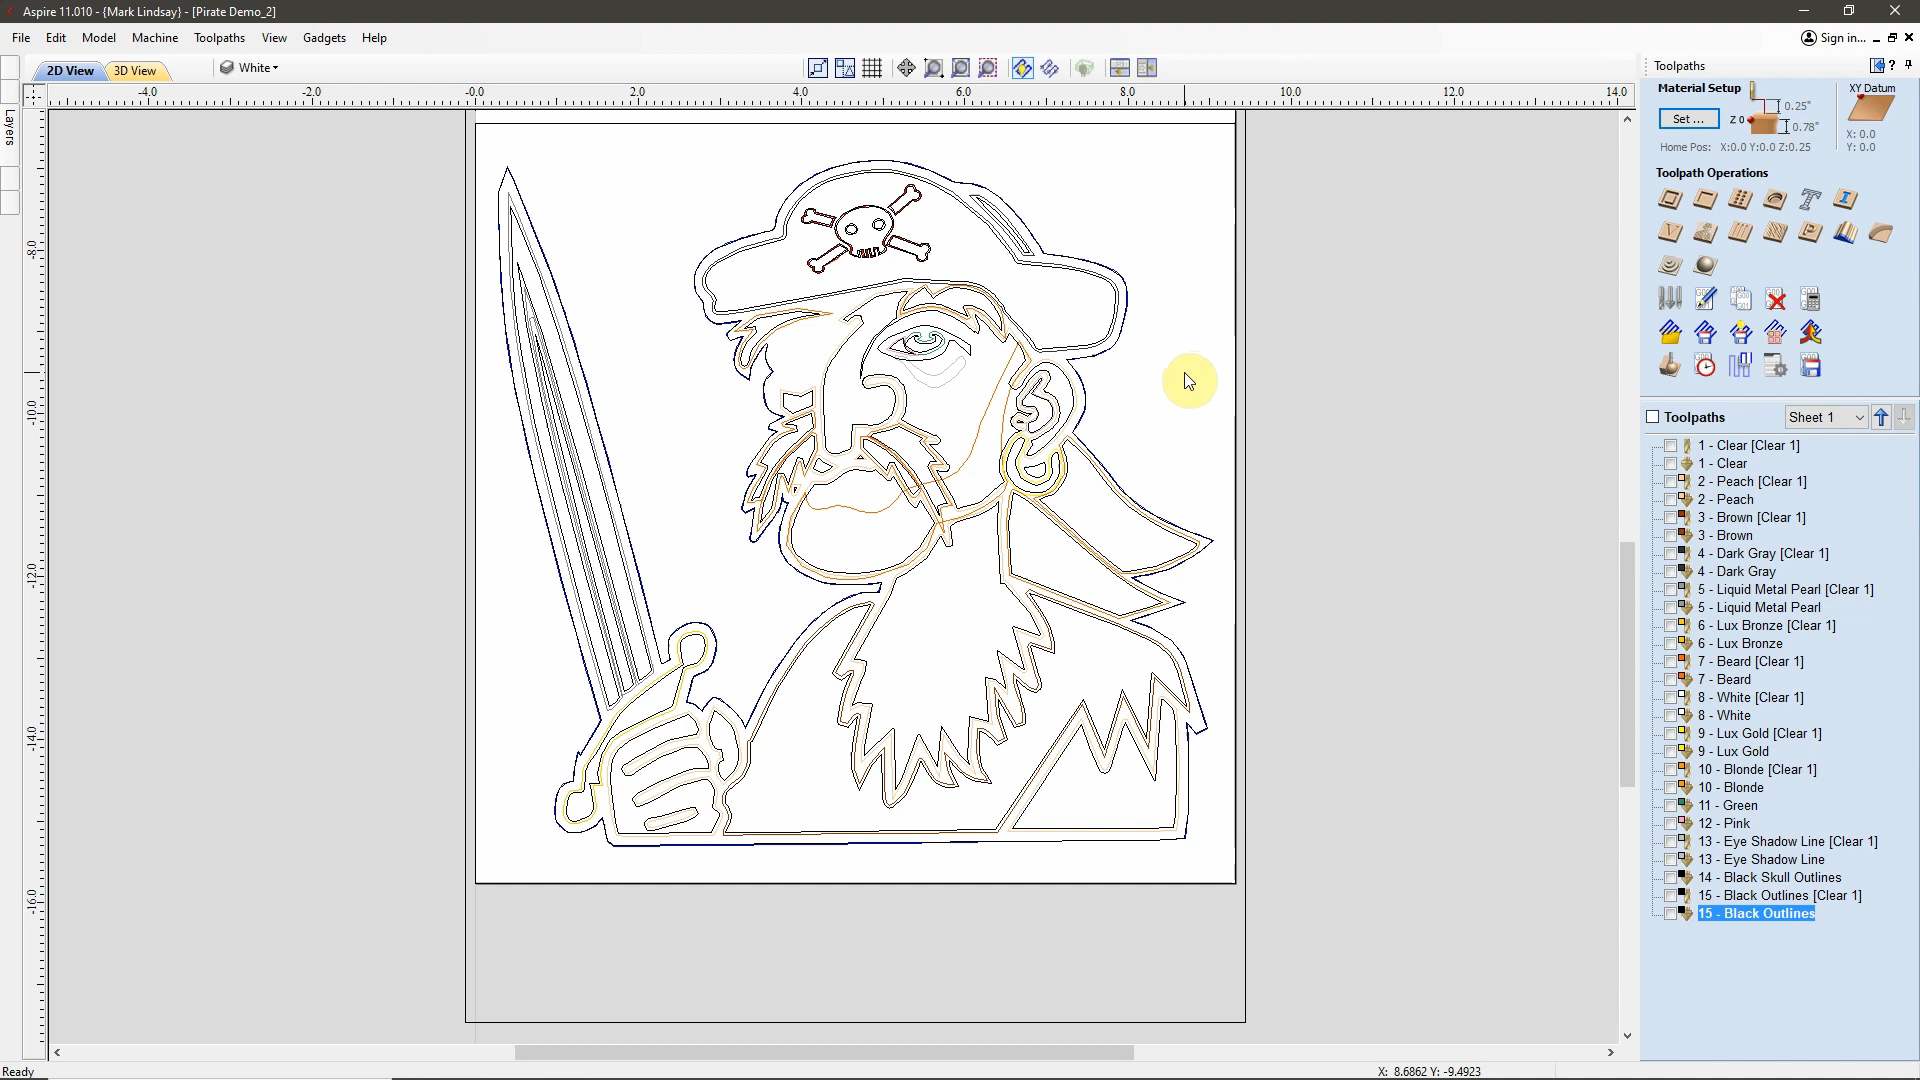 Aspire 11.010 - {Mark Lindsay} - [Pirate Demo_2]
File Edit Model Machine Toolpaths View Gadgets Help
Sign in...
2D View 3D View White
Toolpaths
-4.0 -2.0 -0.0 2.0 4.0 6.0 8.0 10.0 12.0 14.0
Layers
-8.0
-10.0
-12.0
-14.0
-16.0
Material Setup
XY Datum
0.25"
Set ...
Z 0
0.78"
X: 0.0
Y: 0.0
Home Pos: X:0.0 Y:0.0 Z:0.25
Toolpath Operations
Toolpaths Sheet 1
1 - Clear [Clear 1]
1 - Clear
2 - Peach [Clear 1]
2 - Peach
3 - Brown [Clear 1]
3 - Brown
4 - Dark Gray [Clear 1]
4 - Dark Gray
5 - Liquid Metal Pearl [Clear 1]
5 - Liquid Metal Pearl
6 - Lux Bronze [Clear 1]
6 - Lux Bronze
7 - Beard [Clear 1]
7 - Beard
8 - White [Clear 1]
8 - White
9 - Lux Gold [Clear 1]
9 - Lux Gold
10 - Blonde [Clear 1]
10 - Blonde
11 - Green
12 - Pink
13 - Eye Shadow Line [Clear 1]
13 - Eye Shadow Line
14 - Black Skull Outlines
15 - Black Outlines [Clear 1]
15 - Black Outlines
Ready
X: 8.6862 Y: -9.4923